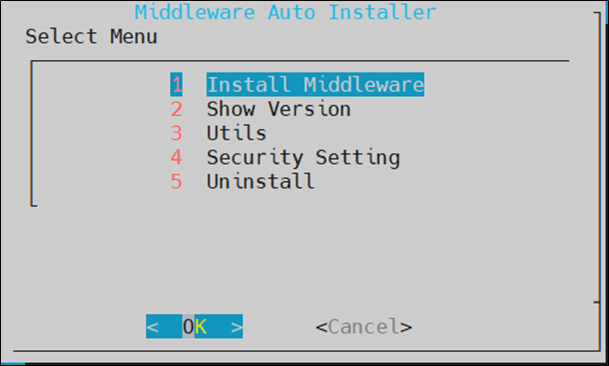 Middleware Auto Installer
Select Menu
1 Install Middleware
2 Show Version
3 Utils
4 Security Setting
5 Uninstall
< OK > <Cancel>